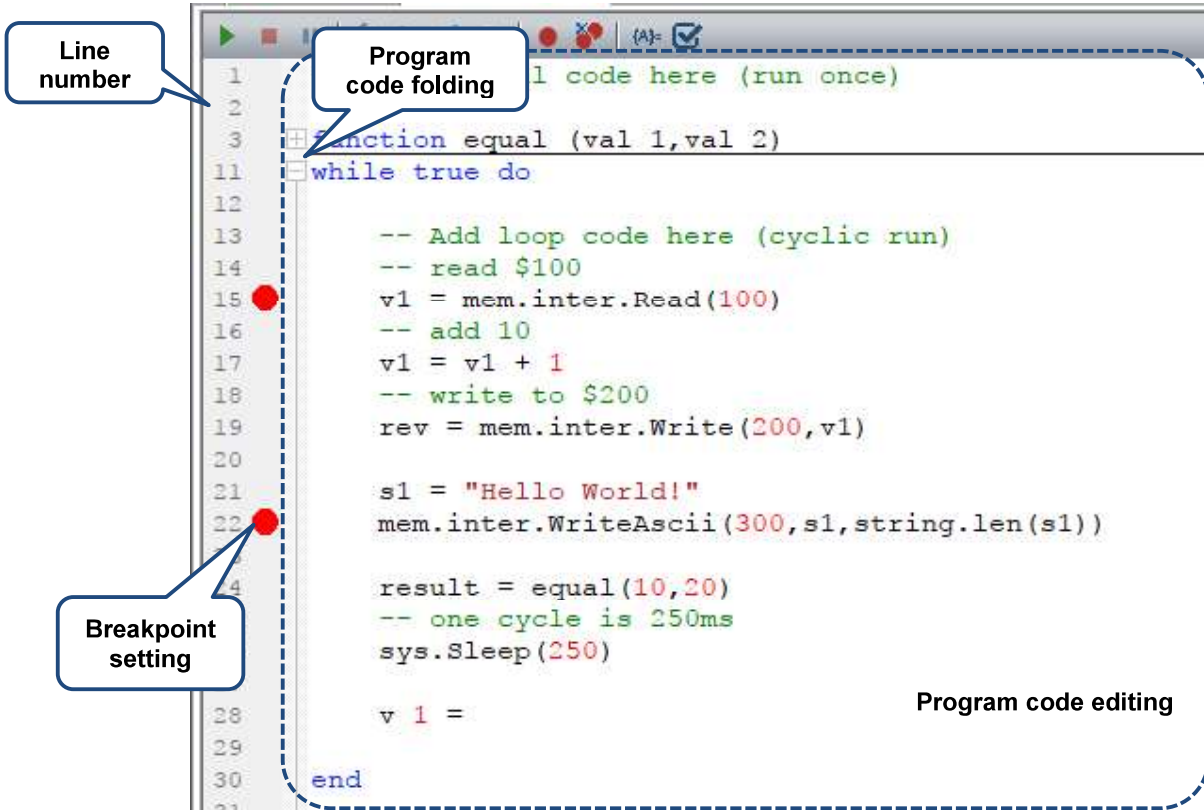 {A}=
Line
number
Program
code folding
1 l code here (run once)
2
3 function equal (val 1,val 2)
11 while true do
12
13 -- Add loop code here (cyclic run)
14 -- read $100
15 v1 = mem.inter.Read(100)
16 -- add 10
17 v1 = v1 + 1
18 -- write to $200
19 rev = mem.inter.Write(200,v1)
20
21 s1 = "Hello World!"
22 mem.inter.WriteAscii(300,s1,string.len(s1))
24 result = equal(10,20)
-- one cycle is 250ms
sys.Sleep(250)
Breakpoint
setting
Program code editing
28 v 1 =
29
30 end